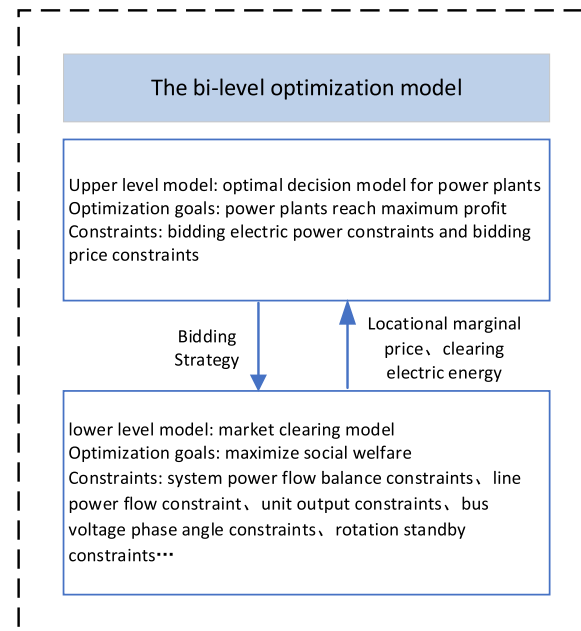 The bi-level optimization model
Upper level model: optimal decision model for power plants
Optimization goals: power plants reach maximum profit
Constraints: bidding electric power constraints and bidding
price constraints
Bidding
Strategy
Locational marginal
price、clearing
electric energy
lower level model: market clearing model
Optimization goals: maximize social welfare
Constraints: system power flow balance constraints、line
power flow constraint、unit output constraints、bus
voltage phase angle constraints、rotation standby
constraints⋯